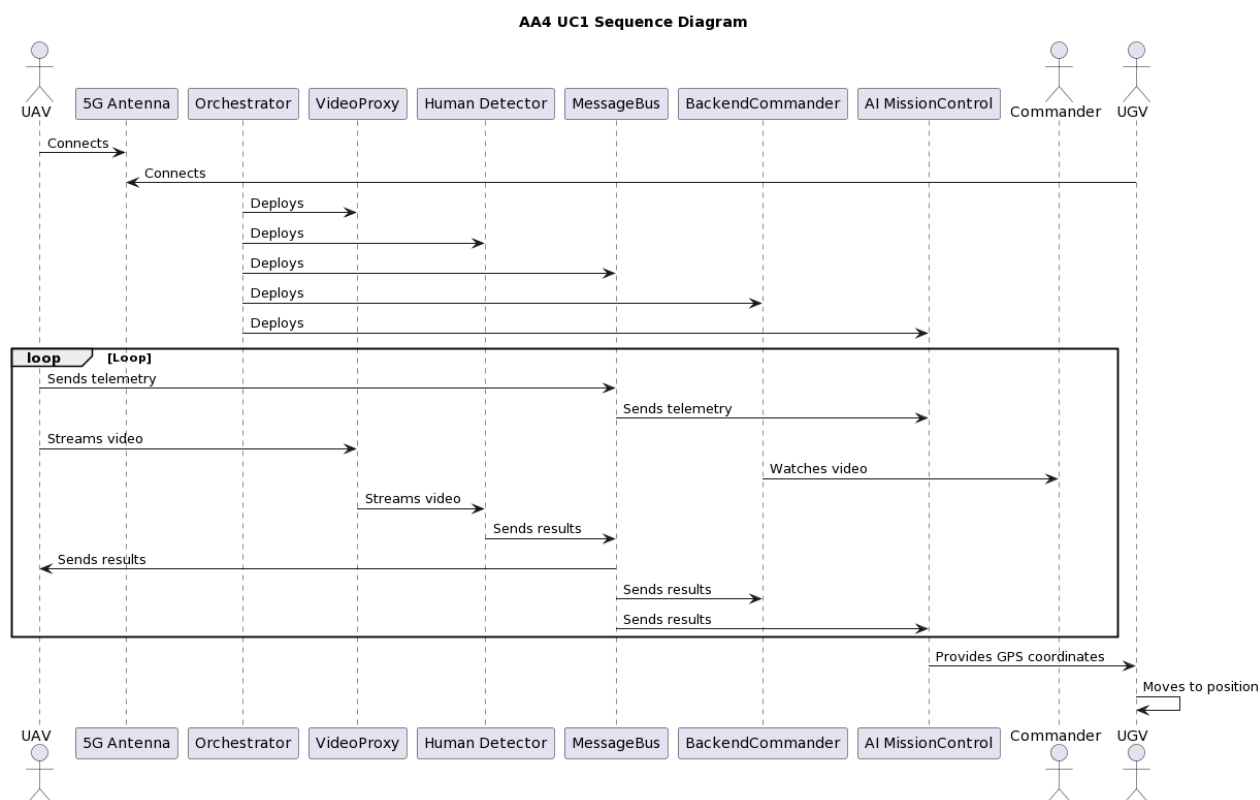 AA4 UC1 Sequence Diagram
UAV
5G Antenna
Orchestrator
VideoProxy
Human Detector
MessageBus
BackendCommander
AI MissionControl
Commander
UGV
Connects
Connects
Deploys
Deploys
Deploys
Deploys
Deploys
loop [Loop]
Sends telemetry
Sends telemetry
Streams video
Watches video
Streams video
Sends results
Sends results
Sends results
Sends results
Provides GPS coordinates
Moves to position
UAV
5G Antenna
Orchestrator
VideoProxy
Human Detector
MessageBus
BackendCommander
AI MissionControl
Commander
UGV